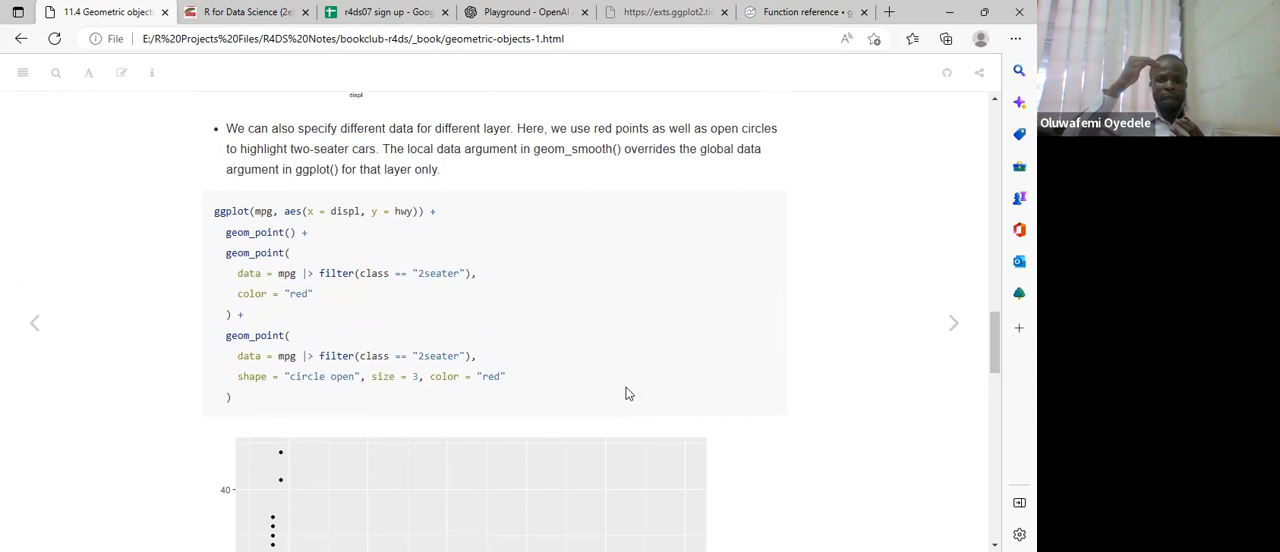 11.4 Geometric object:
R for Data Science (2e)
r4ds07 sign up - Goog
Playground - OpenAI -
https://exts.ggplot2.tic
Function reference • g
File
E:/R%20Projects%20Files/R4DS%20Notes/bookclub-r4ds/_book/geometric-objects-1.html
Oluwafemi Oyedele
displ
• We can also specify different data for different layer. Here, we use red points as well as open circles
to highlight two-seater cars. The local data argument in geom_smooth() overrides the global data
argument in ggplot() for that layer only.
ggplot(mpg, aes(x = displ, y = hwy)) +
geom_point() +
geom_point(
data = mpg |> filter(class == "2seater"),
color = "red"
) +
geom_point(
data = mpg |> filter(class == "2seater"),
shape = "circle open", size = 3, color = "red"
)
40